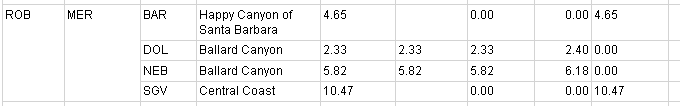 ROB MER BAR Happy Canyon of 4.65 0.00 0.00 4.65
Santa Barbara
DOL Ballard Canyon 2.33 2.33 2.33 2.40 0.00
NEB Ballard Canyon 5.82 5.82 5.82 6.18 0.00
SGV Central Coast 10.47 0.00 0.00 10.47